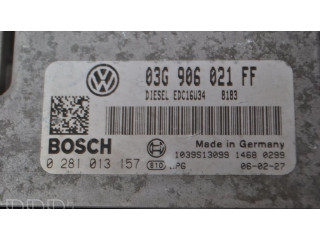 03G 906 021 FF
DIESEL EDC16U34 8183
BOSCH
0 281 013 157
Made in Germany
1039S13099 1468 0299
06-02-27